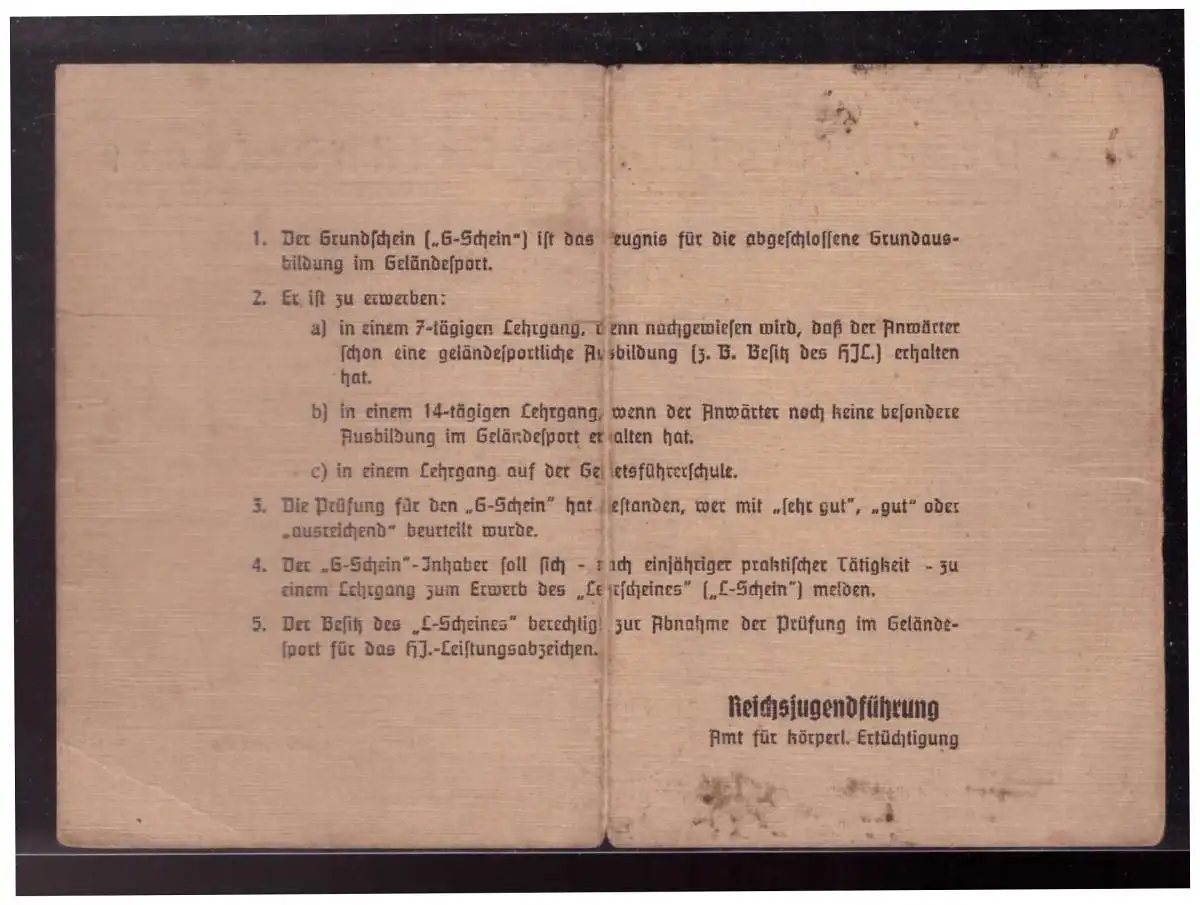 1. Der Grundschein („G-Schein“) ist das eugnis für die abgeschlossene Grundaus-
bildung im Geländesport.
2. Er ist zu erwerben:
a) in einem 7-tägigen Lehrgang, enn nachgewiesen wird, daß der Anwärter
schon eine geländesportliche Ausbildung (z. B. Besitz des HJL.) erhalten
hat.
b) in einem 14-tägigen Lehrgang, wenn der Anwärter noch keine besondere
Ausbildung im Geländesport er alten hat.
c) in einem Lehrgang auf der Ge etsführerschule.
3. Die Prüfung für den „G-Schein“ hat estanden, wer mit „sehr gut“, „gut“ oder
„ausreichend“ beurteilt wurde.
4. Der „G-Schein“-Inhaber soll sich - nach einjähriger praktischer Tätigkeit - zu
einem Lehrgang zum Erwerb des „Lehrscheines“ („L-Schein“) melden.
5. Der Besitz des „L-Scheines“ berechtigt zur Abnahme der Prüfung im Gelände-
sport für das HJ.-Leistungsabzeichen.
Reichsjugendführung
Amt für körperl. Ertüchtigung